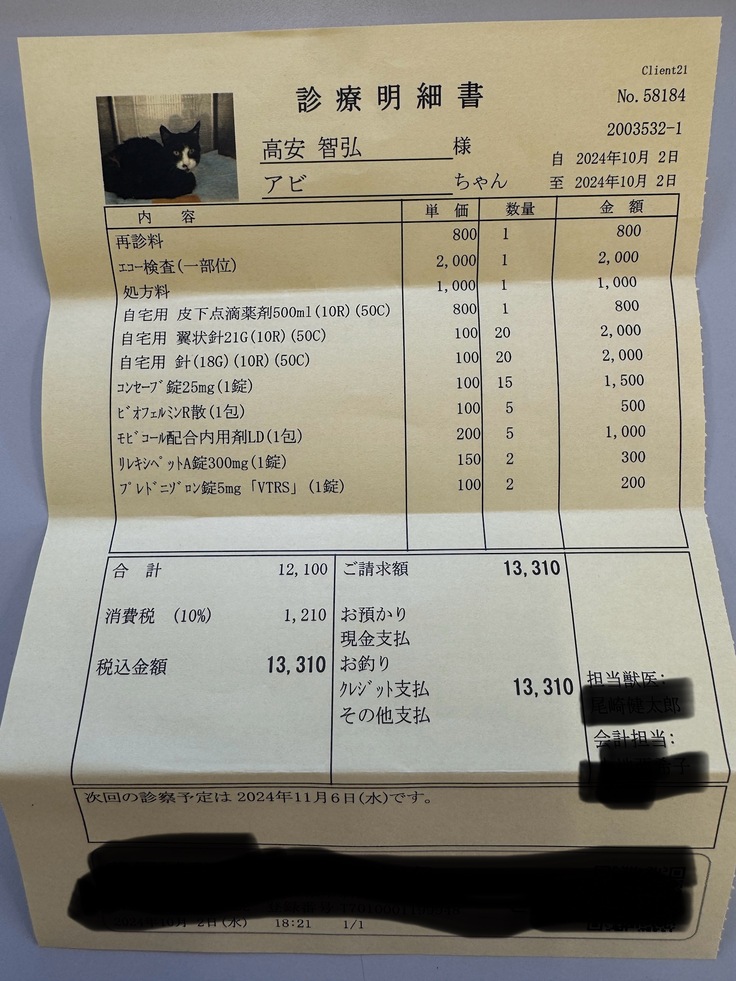 Client21
診療明細書
No.58184
2003532-1
高安 智弘 様
自 2024年10月 2日
アビ ちゃん
至 2024年10月 2日
内 容 単 価 数量 金 額
再診料 800 1 800
ｴｺｰ検査(一部位) 2,000 1 2,000
処方料 1,000 1 1,000
自宅用 皮下点滴薬剤500ml(10R)(50C) 800 1 800
自宅用 翼状針21G(10R)(50C) 100 20 2,000
自宅用 針(18G)(10R)(50C) 100 20 2,000
ｺﾝｾｰﾌﾞ錠25mg(1錠) 100 15 1,500
ﾋﾞｵﾌｪﾙﾐﾝR散(1包) 100 5 500
ﾓﾋﾞｺｰﾙ配合内用剤LD(1包) 200 5 1,000
ﾘﾚｷｼﾍﾟｯﾄA錠300mg(1錠) 150 2 300
ﾌﾟﾚﾄﾞﾆｿﾞﾛﾝ錠5mg「VTRS」(1錠) 100 2 200
合 計 12,100 ご請求額 13,310
消費税 (10%) 1,210 お預かり
現金支払
税込金額 13,310 お釣り
ｸﾚｼﾞｯﾄ支払 13,310
その他支払
担当獣医:
会計担当:
次回の診察予定は 2024年11月6日(水)です。
2024年10月 2日(水) 18:21 1/1